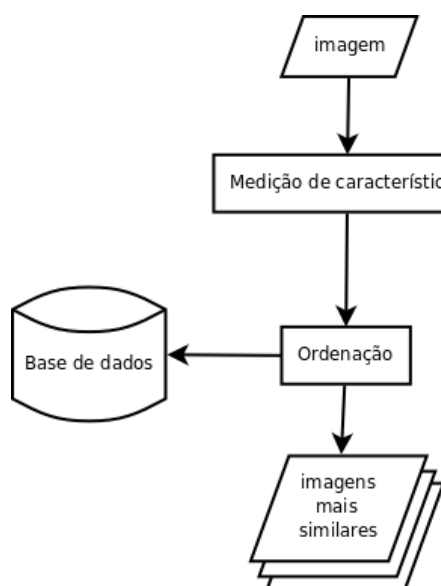 imagem
Medição de característic
Base de dados
Ordenação
imagens
mais
similares